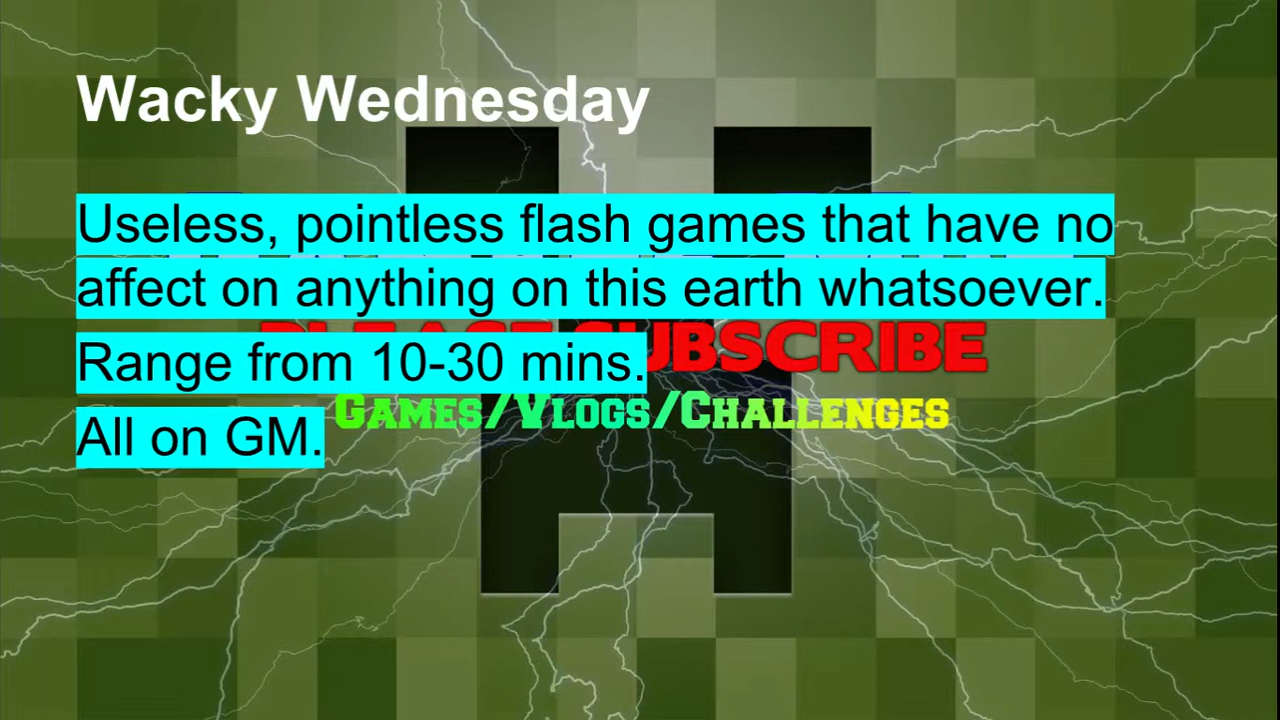 Wacky Wednesday
Useless, pointless flash games that have no
affect on anything on this earth whatsoever.
Range from 10-30 mins.
All on GM.
SUBSCRIBE
GAMES/VLOGS/CHALLENGES